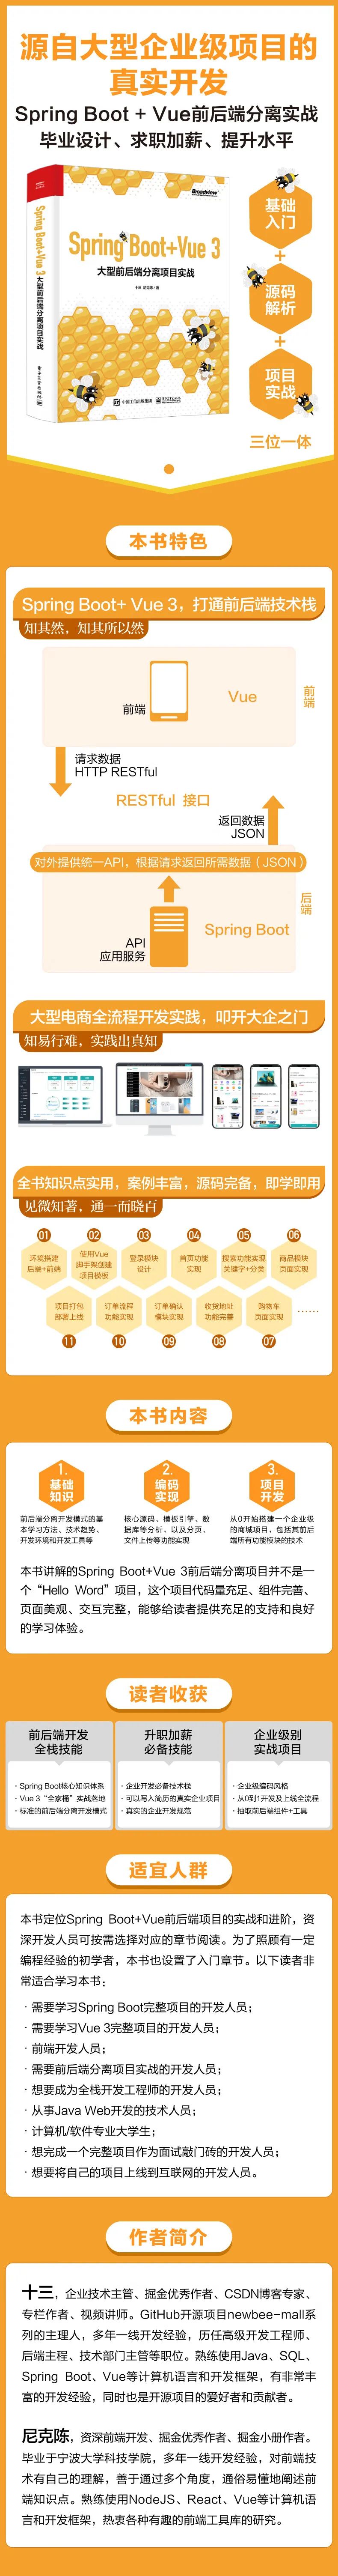 源自大型企业级项目的
真实开发
Spring Boot + Vue前后端分离实战
毕业设计、求职加薪、提升水平
Broadview
Spring Boot+Vue 3
大型前后端分离项目实战
十三 尼克陈/著
Spring Boot+Vue 3
大型前后端分离项目实战
中国工信出版集团
电子工业出版社
基础
入门
+
源码
解析
+
项目
实战
三位一体
本书特色
Spring Boot+ Vue 3，打通前后端技术栈
知其然，知其所以然
前端
Vue
前端
请求数据
HTTP RESTful
RESTful 接口
返回数据
JSON
对外提供统一API，根据请求返回所需数据（JSON）
后端
Spring Boot
API
应用服务
大型电商全流程开发实践，叩开大企之门
知易行难，实践出真知
全书知识点实用，案例丰富，源码完备，即学即用
见微知著，通一而晓百
01
环境搭建
后端+前端
02
使用Vue
脚手架创建
项目模板
03
登录模块
设计
04
首页功能
实现
05
搜索功能实现
关键字+分类
06
商品模块
页面实现
项目打包
部署上线
11
订单流程
功能实现
10
订单确认
模块实现
09
收货地址
功能完善
08
购物车
页面实现
07
······
本书内容
1.
基础
知识
前后端分离开发模式的基
本学习方法、技术趋势、
开发环境和开发工具等
2.
编码
实现
核心源码、模板引擎、数
据库等分析，以及分页、
文件上传等功能实现
3.
项目
开发
从0开始搭建一个企业级
的商城项目，包括其前后
端所有功能模块的技术
本书讲解的Spring Boot+Vue 3前后端分离项目并不是一
个“Hello Word”项目，这个项目代码量充足、组件完善、
页面美观、交互完整，能够给读者提供充足的支持和良好
的学习体验。
读者收获
前后端开发
全栈技能
· Spring Boot核心知识体系
· Vue 3“全家桶”实战落地
· 标准的前后端分离开发模式
升职加薪
必备技能
· 企业开发必备技术栈
· 可以写入简历的真实企业项目
· 真实的企业开发规范
企业级别
实战项目
· 企业级编码风格
· 从0到1开发及上线全流程
· 抽取前后端组件+工具
适宜人群
本书定位Spring Boot+Vue前后端项目的实战和进阶，资
深开发人员可按需选择对应的章节阅读。为了照顾有一定
编程经验的初学者，本书也设置了入门章节。以下读者非
常适合学习本书：
· 需要学习Spring Boot完整项目的开发人员；
· 需要学习Vue 3完整项目的开发人员；
· 前端开发人员；
· 需要前后端分离项目实战的开发人员；
· 想要成为全栈开发工程师的开发人员；
· 从事Java Web开发的技术人员；
· 计算机/软件专业大学生；
· 想完成一个完整项目作为面试敲门砖的开发人员；
· 想要将自己的项目上线到互联网的开发人员。
作者简介
十三，企业技术主管、掘金优秀作者、CSDN博客专家、
专栏作者、视频讲师。GitHub开源项目newbee-mall系
列的主理人，多年一线开发经验，历任高级开发工程师、
后端主程、技术部门主管等职位。熟练使用Java、SQL、
Spring Boot、Vue等计算机语言和开发框架，有非常丰
富的开发经验，同时也是开源项目的爱好者和贡献者。
尼克陈，资深前端开发、掘金优秀作者、掘金小册作者。
毕业于宁波大学科技学院，多年一线开发经验，对前端技
术有自己的理解，善于通过多个角度，通俗易懂地阐述前
端知识点。熟练使用NodeJS、React、Vue等计算机语
言和开发框架，热衷各种有趣的前端工具库的研究。